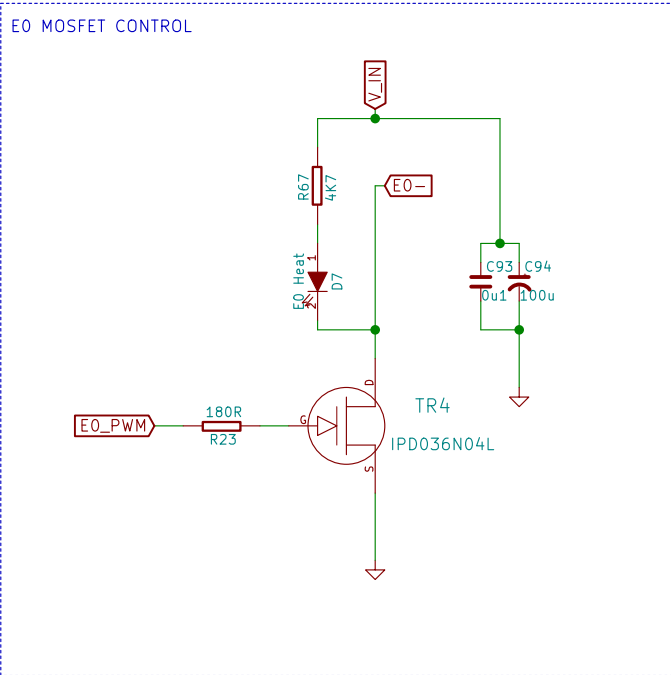 E0 MOSFET CONTROL
V_IN
R67
4K7
E0-
1
E0 Heat
D7
2
C93
C94
0u1
100u
D
180R
TR4
G
E0_PWM
R23
IPD036N04L
S